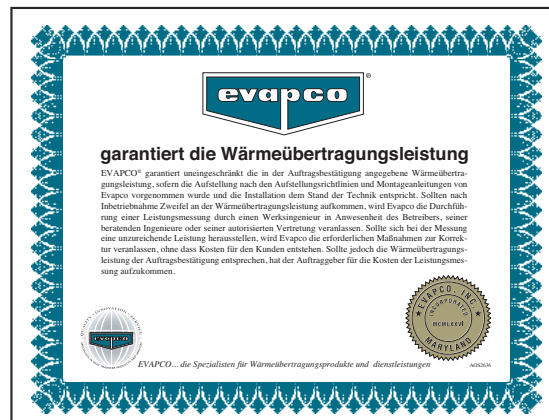 evapco®
garantiert die Wärmeübertragungsleistung
EVAPCO® garantiert uneingeschränkt die in der Auftragsbestätigung angegebene Wärmeübertra-
gungsleistung, sofern die Aufstellung nach den Aufstellungsrichtlinien und Montageanleitungen von
Evapco vorgenommen wurde und die Installation dem Stand der Technik entspricht. Sollten nach
Inbetriebnahme Zweifel an der Wärmeübertragungsleistung aufkommen, wird Evapco die Durchfüh-
rung einer Leistungsmessung durch einen Werksingenieur in Anwesenheit des Betreibers, seiner
beratenden Ingenieure oder seiner autorisierten Vertretung veranlassen. Sollte sich bei der Messung
eine unzureichende Leistung herausstellen, wird Evapco die erforderlichen Maßnahmen zur Korrek-
tur veranlassen, ohne dass Kosten für den Kunden entstehen. Sollte jedoch die Wärmeübertragungs-
leistung der Auftragsbestätigung entsprechen, hat der Auftraggeber für die Kosten der Leistungsmes-
sung aufzukommen.
QUALITY • INNOVATION • SERVICE
evapco
EVAPCO, INC.
INCORPORATED
MCMLXXVI
MARYLAND
EVAPCO... die Spezialisten für Wärmeübertragungsprodukte und dienstleistungen